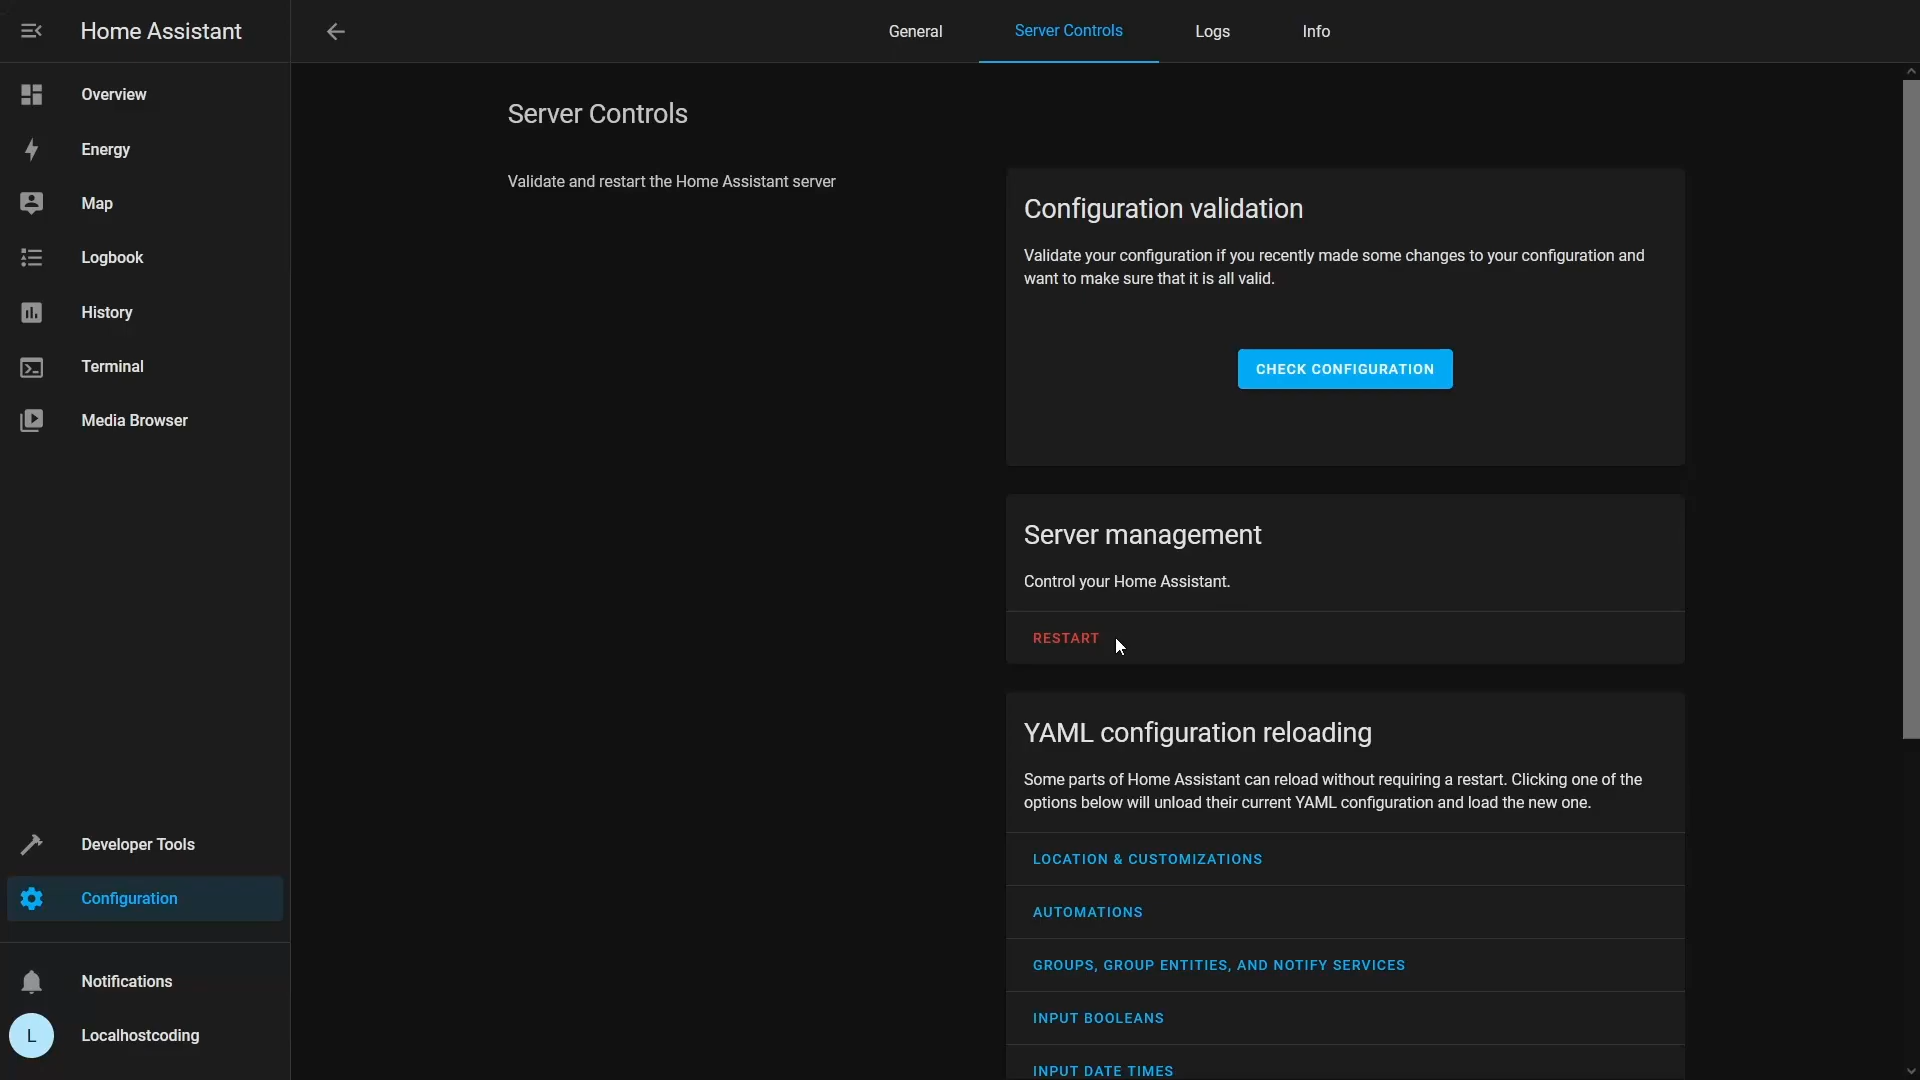 Home Assistant
General
Server Controls
Logs
Info
Overview
Energy
Map
Logbook
History
Terminal
Media Browser
Developer Tools
Configuration
Notifications
L
Localhostcoding
Server Controls
Validate and restart the Home Assistant server
Configuration validation
Validate your configuration if you recently made some changes to your configuration and
want to make sure that it is all valid.
CHECK CONFIGURATION
Server management
Control your Home Assistant.
RESTART
YAML configuration reloading
Some parts of Home Assistant can reload without requiring a restart. Clicking one of the
options below will unload their current YAML configuration and load the new one.
LOCATION & CUSTOMIZATIONS
AUTOMATIONS
GROUPS, GROUP ENTITIES, AND NOTIFY SERVICES
INPUT BOOLEANS
INPUT DATE TIMES